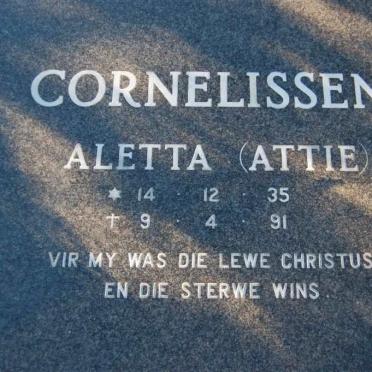 CORNELISSEN
ALETTA (ATTIE)
* 14 · 12 · 35
† 9 · 4 · 91
VIR MY WAS DIE LEWE CHRISTUS
EN DIE STERWE WINS